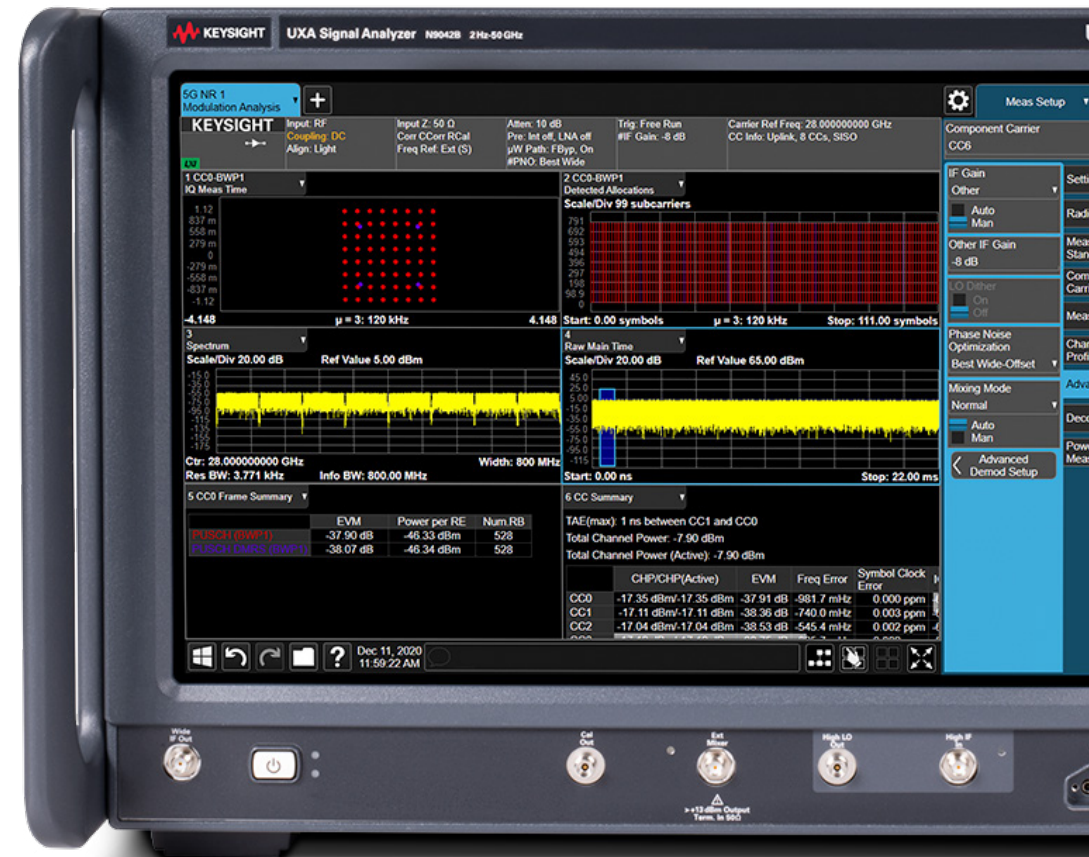 KEYSIGHT UXA Signal Analyzer N9042B 2 Hz-50 GHz
5G NR 1
Modulation Analysis
+
Meas Setup
KEYSIGHT
LXI
Input: RF
Coupling: DC
Align: Light
Input Z: 50 Ω
Corr CCorr RCal
Freq Ref: Ext (S)
Atten: 10 dB
Pre: Int off, LNA off
µW Path: FByp, On
#PNO: Best Wide
Trig: Free Run
#IF Gain: -8 dB
Carrier Ref Freq: 28.000000000 GHz
CC Info: Uplink, 8 CCs, SISO
1 CC0-BWP1
IQ Meas Time
1.12
837 m
558 m
279 m
0
-279 m
-558 m
-837 m
-1.12
-4.148 µ = 3: 120 kHz 4.148
2 CC0-BWP1
Detected Allocations
Scale/Div 99 subcarriers
791
692
593
494
396
297
198
98.9
0
Start: 0.00 symbols µ = 3: 120 kHz Stop: 111.00 symbols
3
Spectrum
Scale/Div 20.00 dB Ref Value 5.00 dBm
-15.0
-35.0
-55.0
-75.0
-95.0
-115
-135
-155
-175
Ctr: 28.00000000 GHz Width: 800 MHz
Res BW: 3.771 kHz Info BW: 800.00 MHz
4
Raw Main Time
Scale/Div 20.00 dB Ref Value 65.00 dBm
45.0
25.0
5.00
-15.0
-35.0
-55.0
-75.0
-95.0
-115
Start: 0.00 ns Stop: 22.00 ms
5 CC0 Frame Summary
EVM Power per RE Num.RB
PUSCH (BWP1) -37.90 dB -46.33 dBm 528
PUSCH DMRS (BWP1) -38.07 dB -46.34 dBm 528
6 CC Summary
TAE(max): 1 ns between CC1 and CC0
Total Channel Power: -7.90 dBm
Total Channel Power (Active): -7.90 dBm
CHP/CHP(Active) EVM Freq Error Symbol Clock Error
CC0 -17.35 dBm/-17.35 dBm -37.91 dB -981.7 mHz 0.000 ppm
CC1 -17.11 dBm/-17.11 dBm -38.36 dB -740.0 mHz 0.003 ppm
CC2 -17.04 dBm/-17.04 dBm -38.53 dB -545.4 mHz 0.002 ppm
Component Carrier
CC6
IF Gain
Other
Auto
Man
Other IF Gain
-8 dB
LO Dither
On
Off
Phase Noise
Optimization
Best Wide-Offset
Mixing Mode
Normal
Auto
Man
Advanced
Demod Setup
?
Dec 11, 2020
11:59:22 AM
Wide
IF Out
Cal
Out
Ext
Mixer
>+13 dBm Output
Term. In 50Ω
High LO
Out
High IF
In